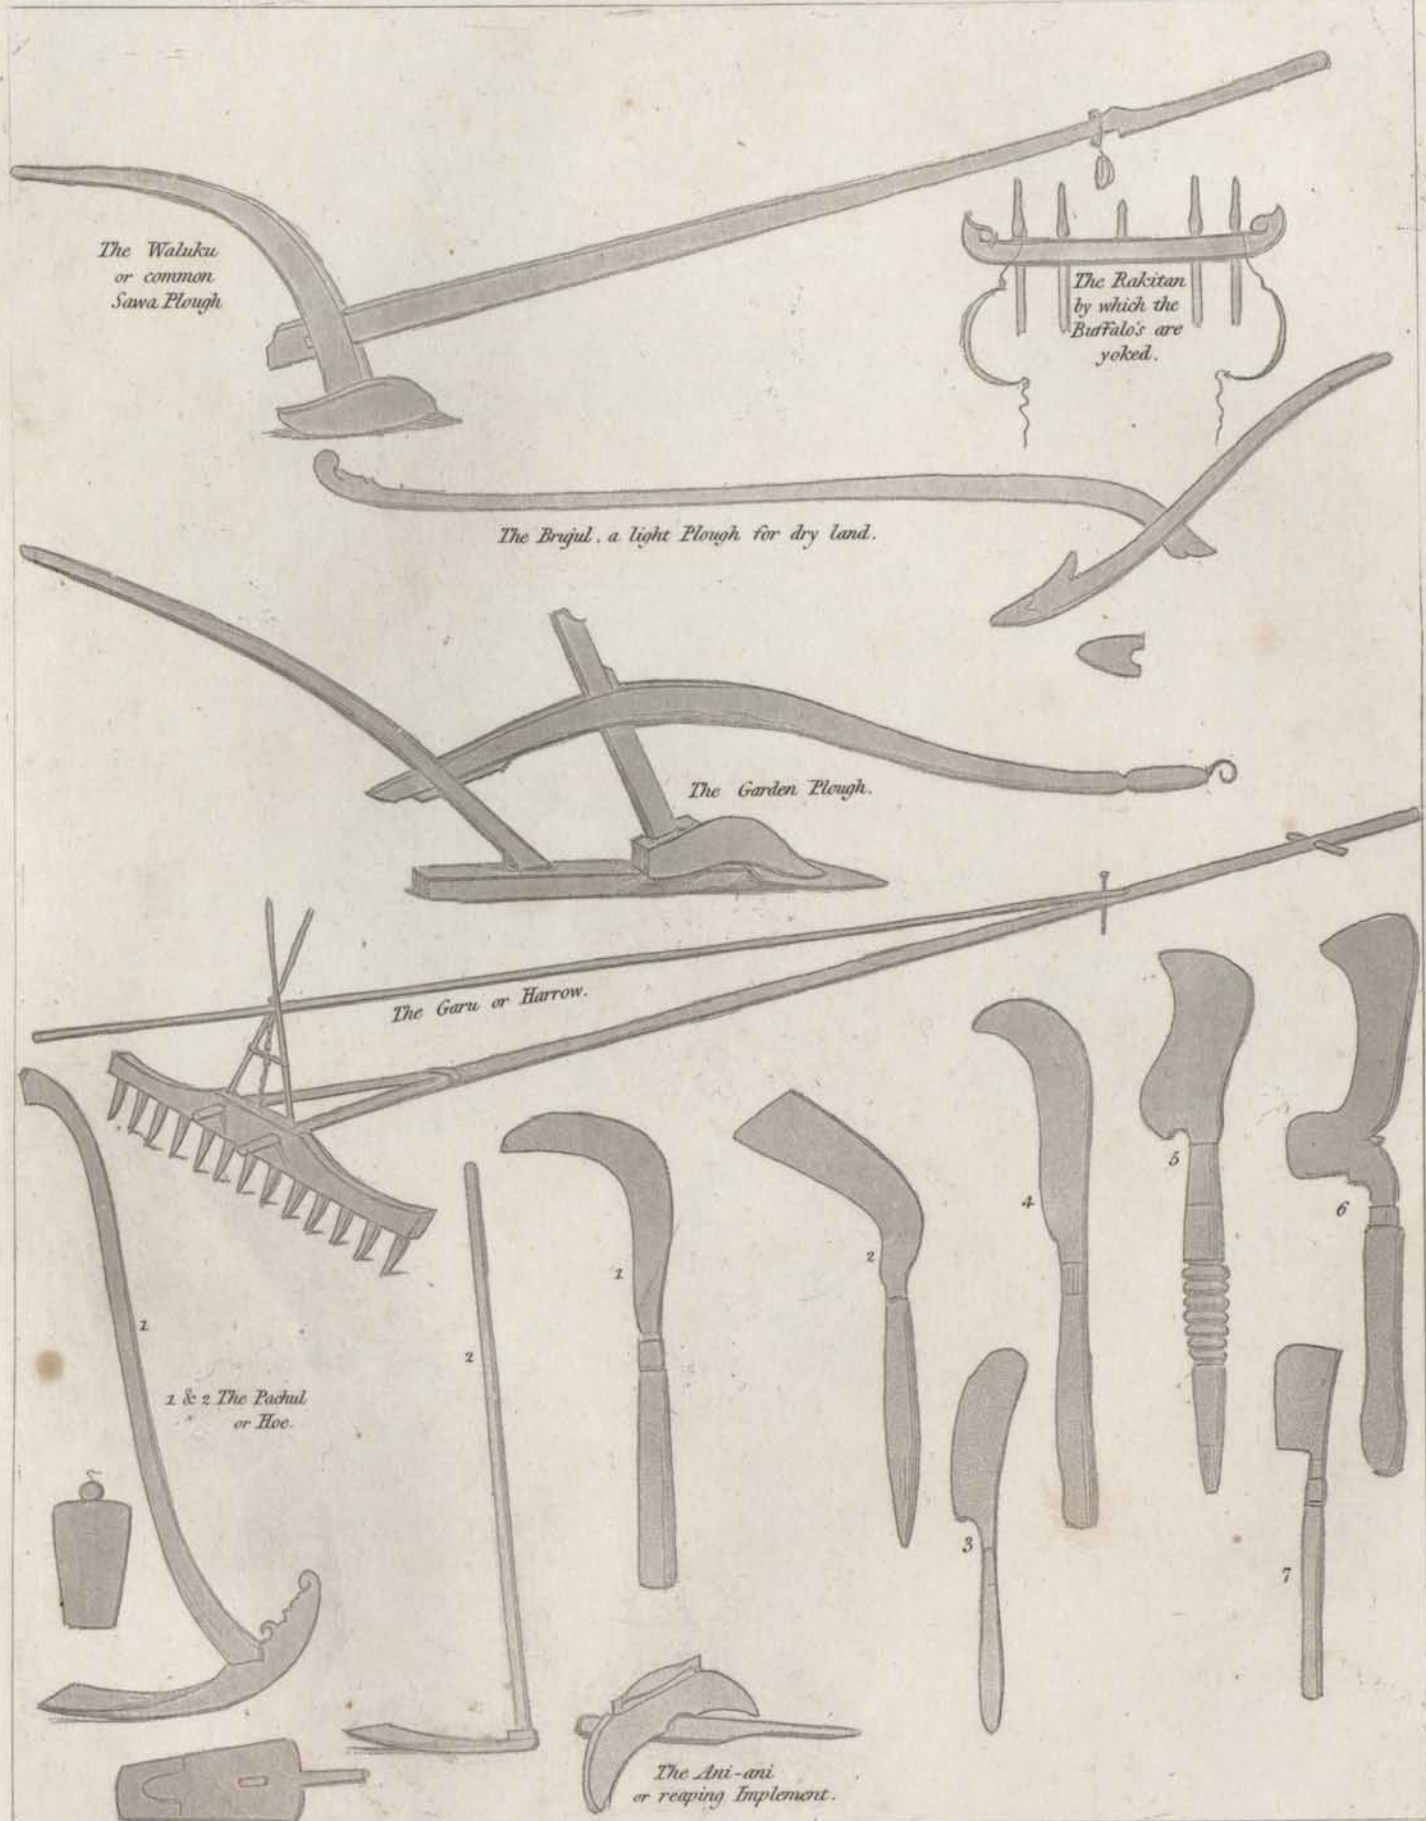 The Waluku
or common
Sawa Plough
The Rakitan
by which the
Buffalo's are
yoked.
The Brujul, a light Plough for dry land.
The Garden Plough.
The Garu or Harrow.
1
1 & 2 The Pachul
or Hoe.
2
1
2
3
4
5
6
7
The Ani-ani
or reaping Implement.